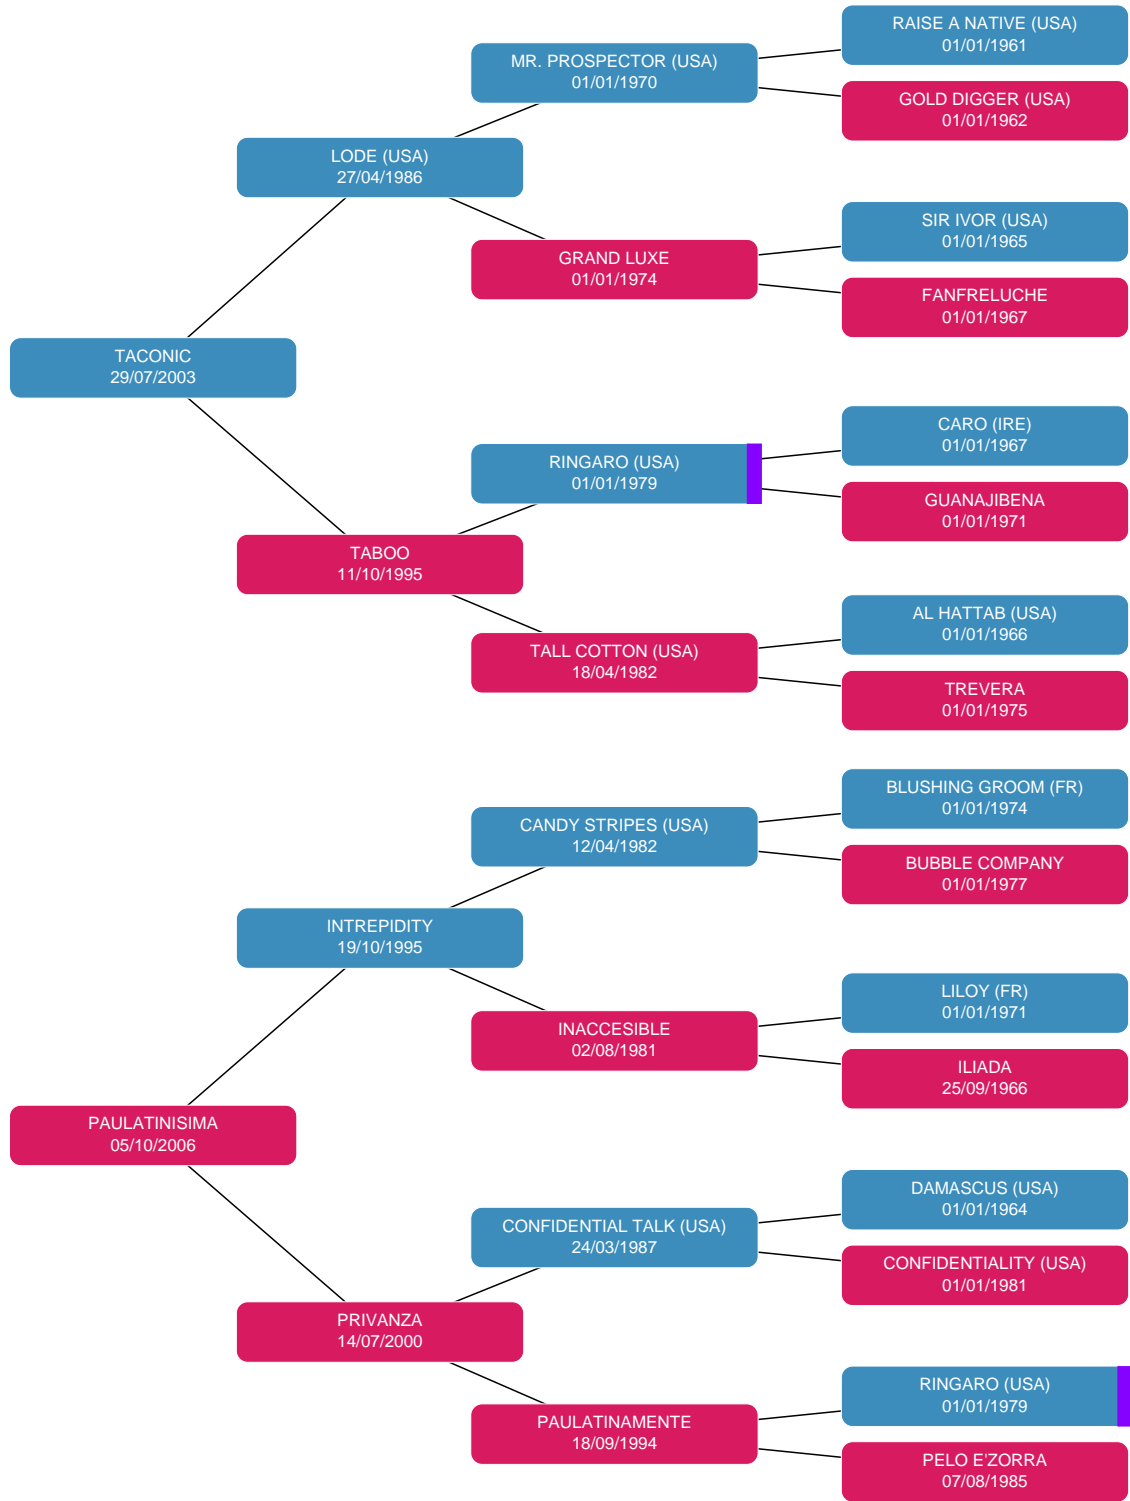 RAISE A NATIVE (USA)
01/01/1961
MR. PROSPECTOR (USA)
01/01/1970
GOLD DIGGER (USA)
01/01/1962
LODE (USA)
27/04/1986
SIR IVOR (USA)
01/01/1965
GRAND LUXE
01/01/1974
FANFRELUCHE
01/01/1967
TACONIC
29/07/2003
CARO (IRE)
01/01/1967
RINGARO (USA)
01/01/1979
GUANAJIBENA
01/01/1971
TABOO
11/10/1995
AL HATTAB (USA)
01/01/1966
TALL COTTON (USA)
18/04/1982
TREVERA
01/01/1975
BLUSHING GROOM (FR)
01/01/1974
CANDY STRIPES (USA)
12/04/1982
BUBBLE COMPANY
01/01/1977
INTREPIDITY
19/10/1995
LILOY (FR)
01/01/1971
INACCESIBLE
02/08/1981
ILIADA
25/09/1966
PAULATINISIMA
05/10/2006
DAMASCUS (USA)
01/01/1964
CONFIDENTIAL TALK (USA)
24/03/1987
CONFIDENTIALITY (USA)
01/01/1981
PRIVANZA
14/07/2000
RINGARO (USA)
01/01/1979
PAULATINAMENTE
18/09/1994
PELO E'ZORRA
07/08/1985